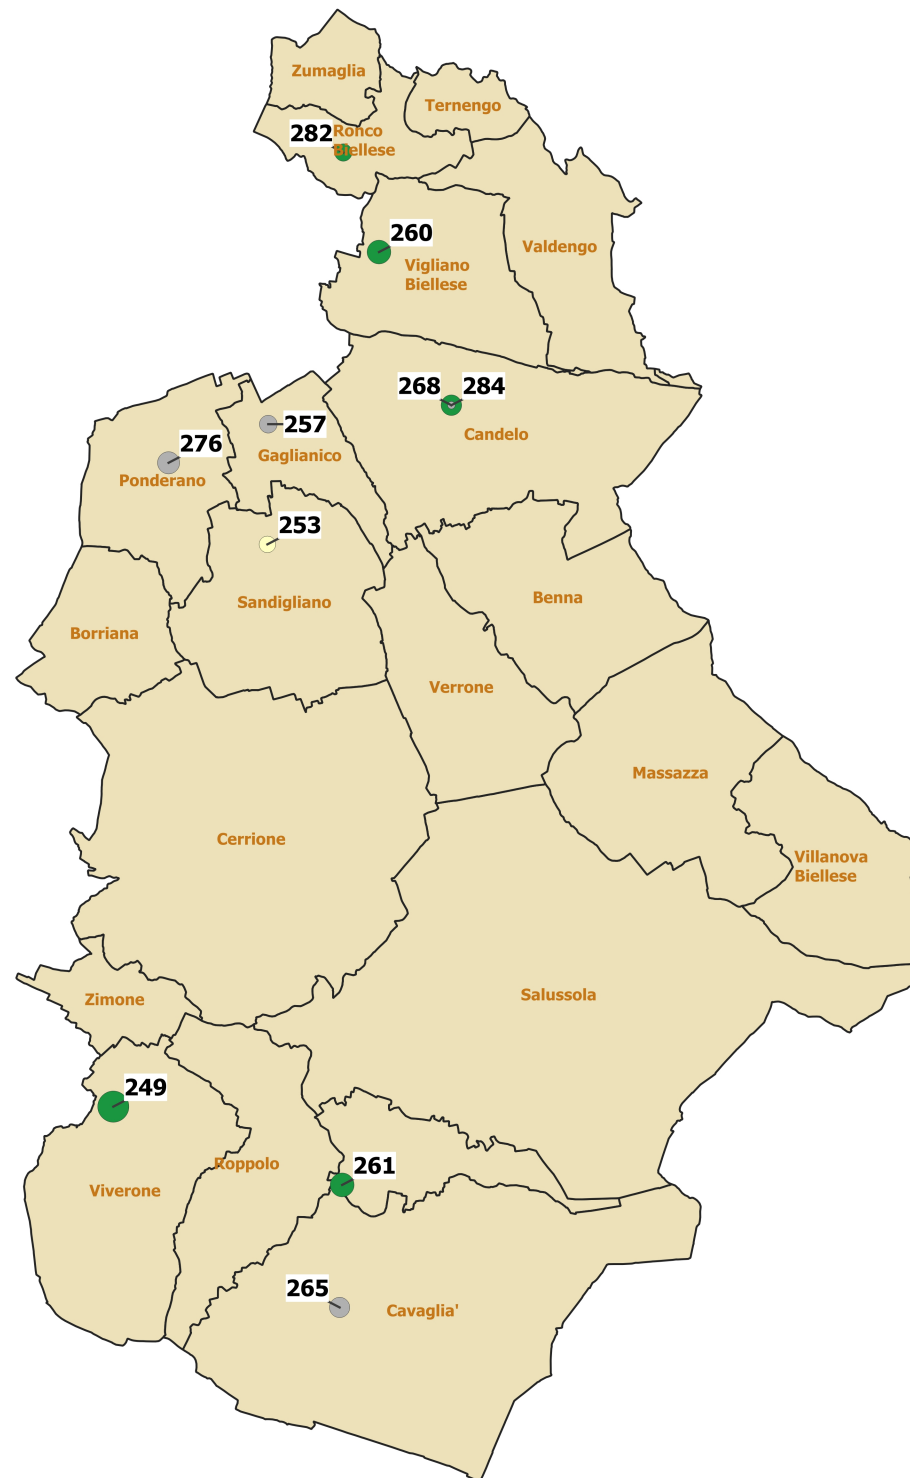 Zumaglia
Ternengo
282
Ronco
Biellese
260
Valdengo
Vigliano
Biellese
268
284
257
Candelo
276
Gaglianico
Ponderano
253
Benna
Sandigliano
Borriana
Verrone
Massazza
Cerrione
Villanova
Biellese
Salussola
Zimone
249
Roppolo
261
Viverone
265
Cavaglia'